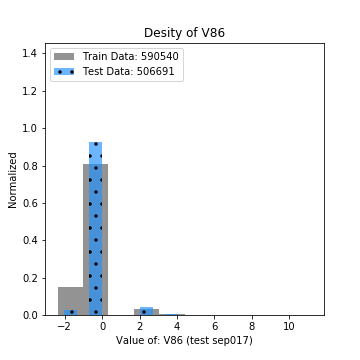 Desity of V86
Train Data: 590540
Test Data: 506691
Normalized
1.4
1.2
1.0
0.8
0.6
0.4
0.2
0.0
−2 0 2 4 6 8 10
Value of: V86 (test sep017)